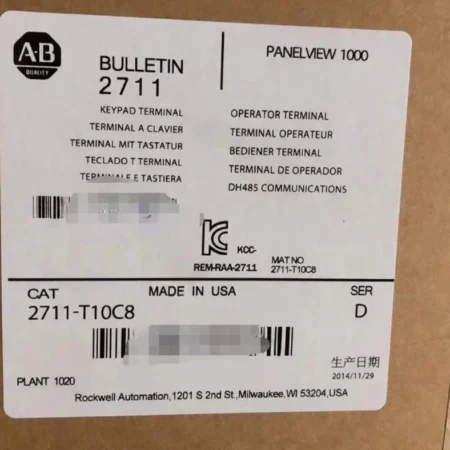 A-B
QUALITY
BULLETIN
2711
PANELVIEW 1000
KEYPAD TERMINAL
TERMINAL A CLAVIER
TERMINAL MIT TASTATUR
TECLADO T TERMINAL
TERMINALE E TASTIERA
OPERATOR TERMINAL
TERMINAL OPERATEUR
BEDIENER TERMINAL
TERMINAL DE OPERADOR
DH485 COMMUNICATIONS
KC
KCC-
REM-RAA-2711
MAT NO
2711-T10C8
CAT
MADE IN USA
SER
2711-T10C8
D
生产日期
2014/11/29
PLANT 1020
Rockwell Automation,1201 S 2nd St.,Milwaukee,WI 53204,USA